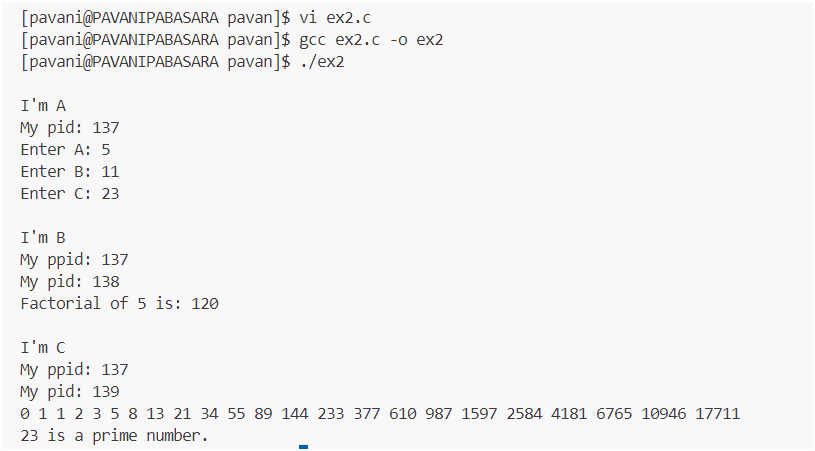 [pavani@PAVANIPABASARA pavan]$ vi ex2.c
[pavani@PAVANIPABASARA pavan]$ gcc ex2.c -o ex2
[pavani@PAVANIPABASARA pavan]$ ./ex2
I'm A
My pid: 137
Enter A: 5
Enter B: 11
Enter C: 23
I'm B
My ppid: 137
My pid: 138
Factorial of 5 is: 120
I'm C
My ppid: 137
My pid: 139
0 1 1 2 3 5 8 13 21 34 55 89 144 233 377 610 987 1597 2584 4181 6765 10946 17711
23 is a prime number.